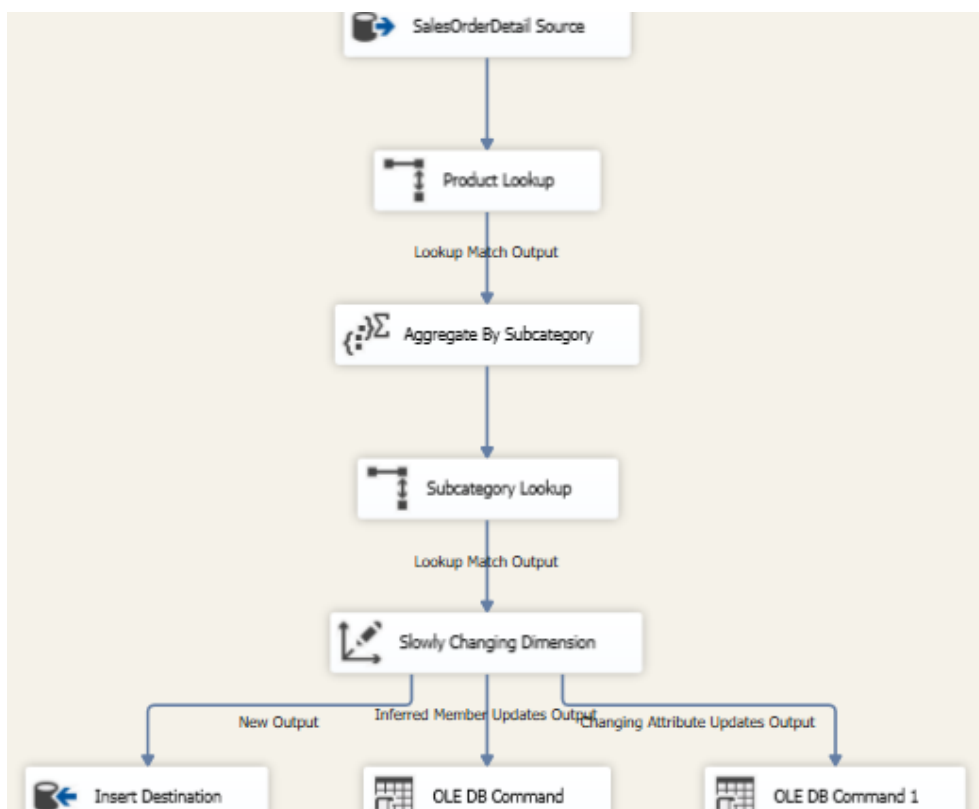 SalesOrderDetail Source
Product Lookup
Lookup Match Output
Aggregate By Subcategory
Subcategory Lookup
Lookup Match Output
Slowly Changing Dimension
New Output
Inferred Member Updates Output
Changing Attribute Updates Output
Insert Destination
OLE DB Command
OLE DB Command 1